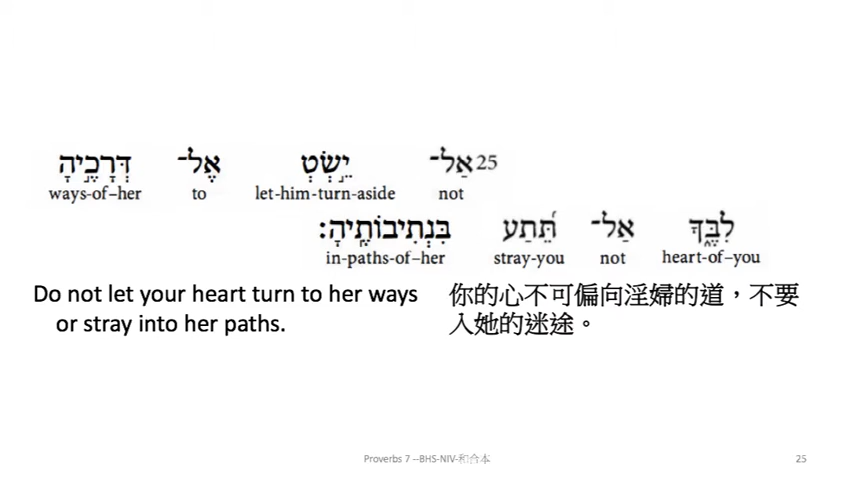 25 אַל־ יֵ֣שְׂטְ אֶל־ דְּרָכֶ֣יהָ
not let-him-turn-aside to ways-of-her
לִבֶּ֑ךָ אַל־ תֵּ֝תַע בִּנְתִיבוֹתֶֽיהָ׃
heart-of-you not stray-you in-paths-of-her
Do not let your heart turn to her ways
or stray into her paths.
你的心不可偏向淫婦的道，不要
入她的迷途。
Proverbs 7 --BHS-NIV-和合本
25